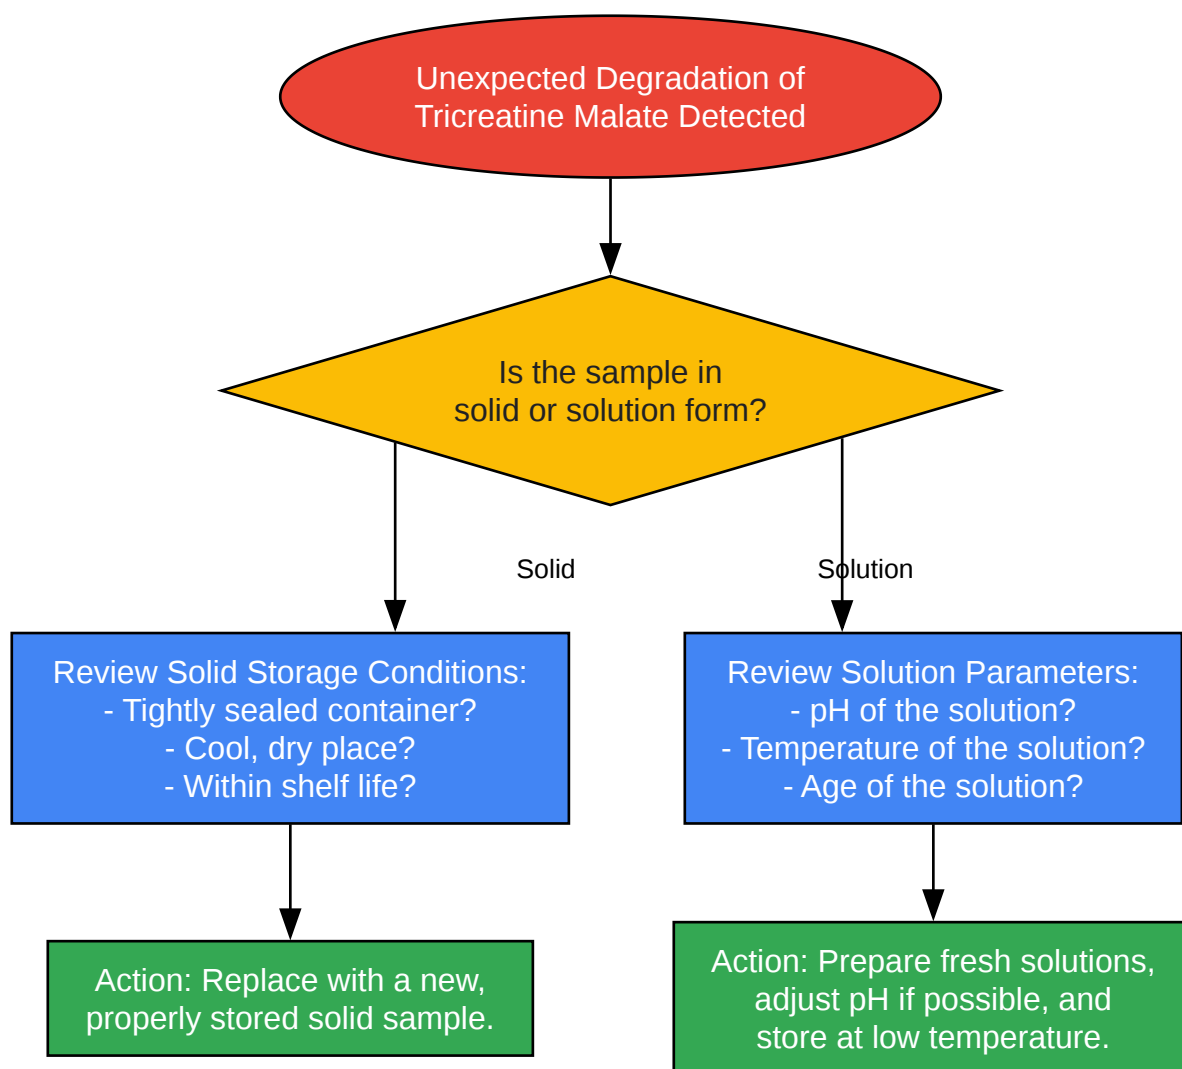 Unexpected Degradation of
Tricreatine Malate Detected
Is the sample in
solid or solution form?
Solid
Solution
Review Solid Storage Conditions:
- Tightly sealed container?
- Cool, dry place?
- Within shelf life?
Review Solution Parameters:
- pH of the solution?
- Temperature of the solution?
- Age of the solution?
Action: Replace with a new,
properly stored solid sample.
Action: Prepare fresh solutions,
adjust pH if possible, and
store at low temperature.